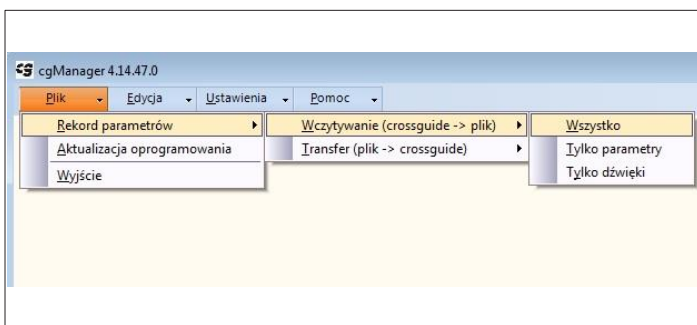 cg cgManager 4.14.47.0
Plik Edycja Ustawienia Pomoc
Rekord parametrów Wczytywanie (crossguide -> plik) Wszystko
Aktualizacja oprogramowania Transfer (plik -> crossguide) Tylko parametry
Wyjście Tylko dźwięki